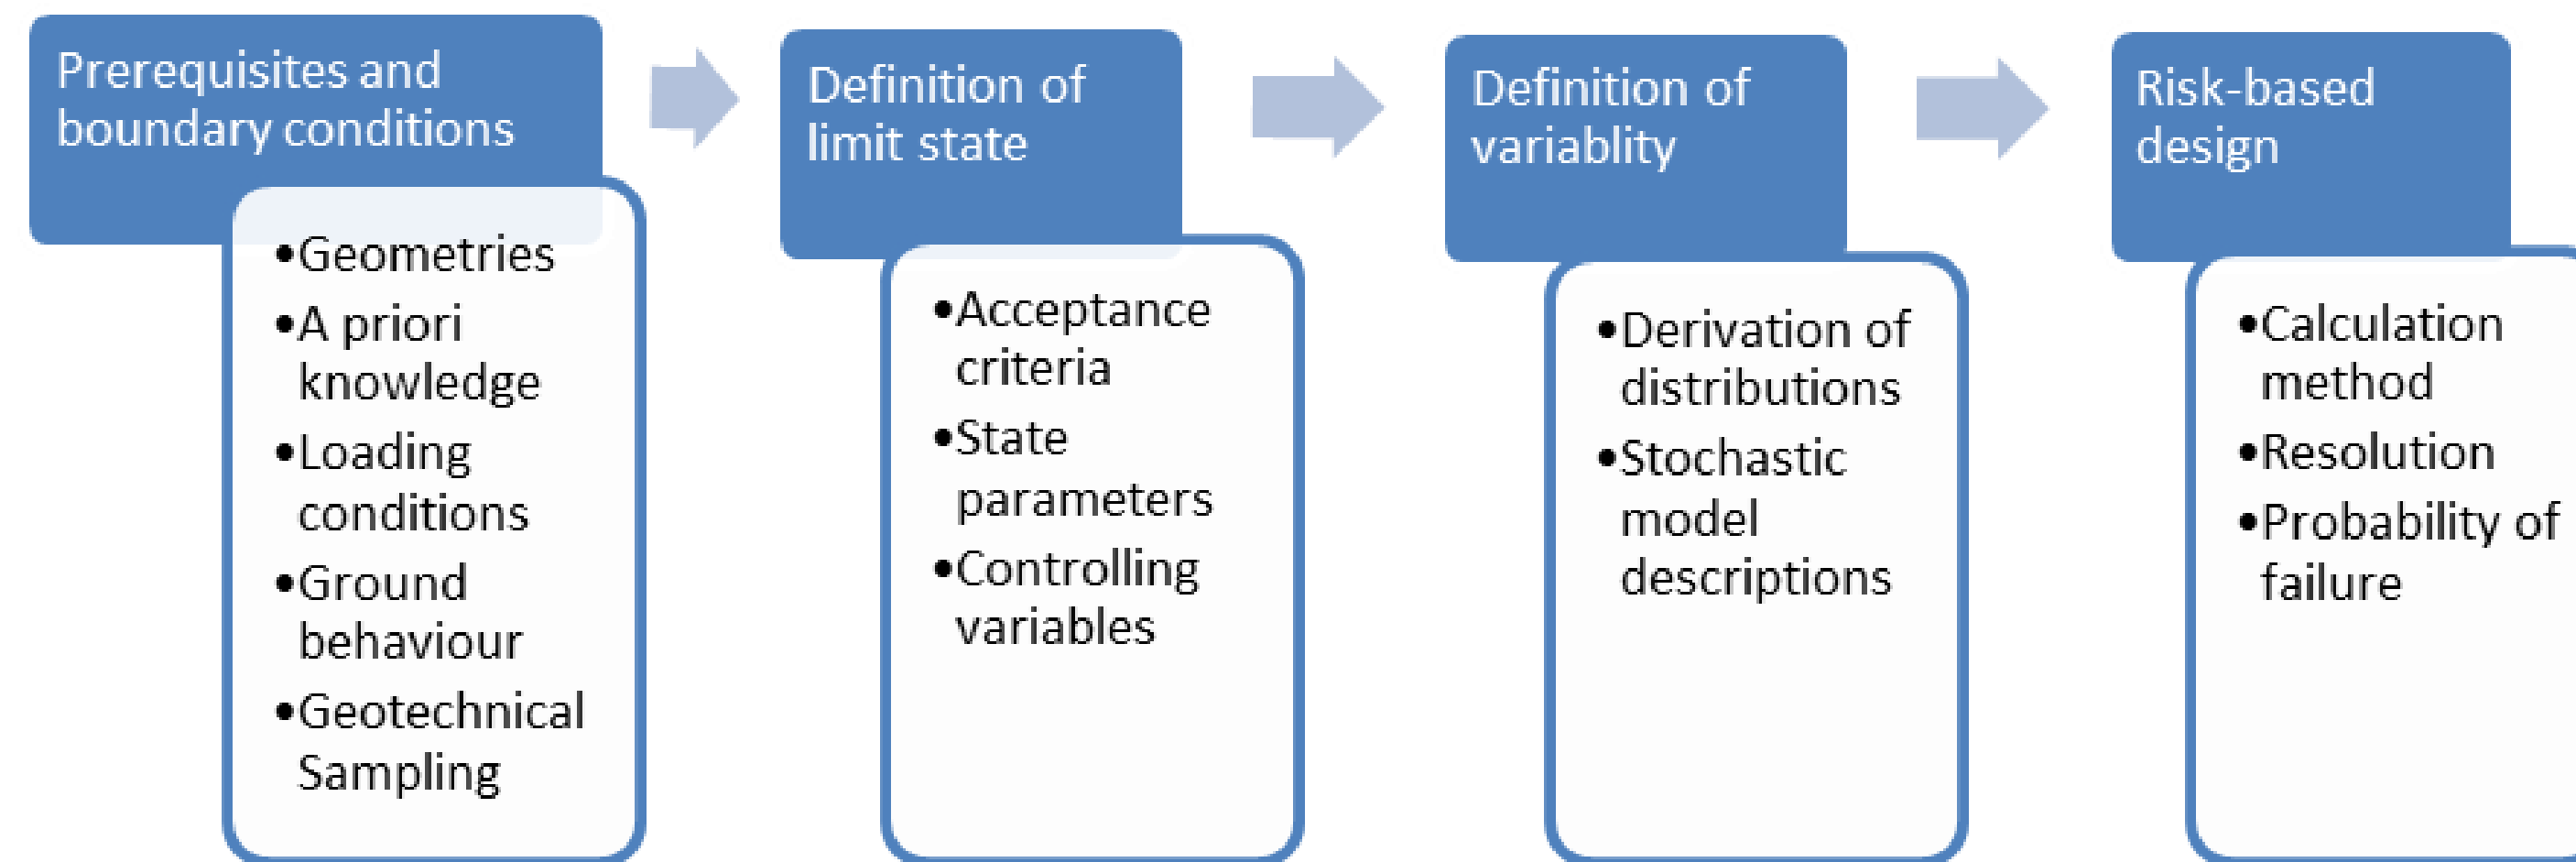 Prerequisites and
boundary conditions
•Geometries
•A priori
knowledge
•Loading
conditions
•Ground
behaviour
•Geotechnical
Sampling
Definition of
limit state
•Acceptance
criteria
•State
parameters
•Controlling
variables
Definition of
variablity
•Derivation of
distributions
•Stochastic
model
descriptions
Risk-based
design
•Calculation
method
•Resolution
•Probability of
failure